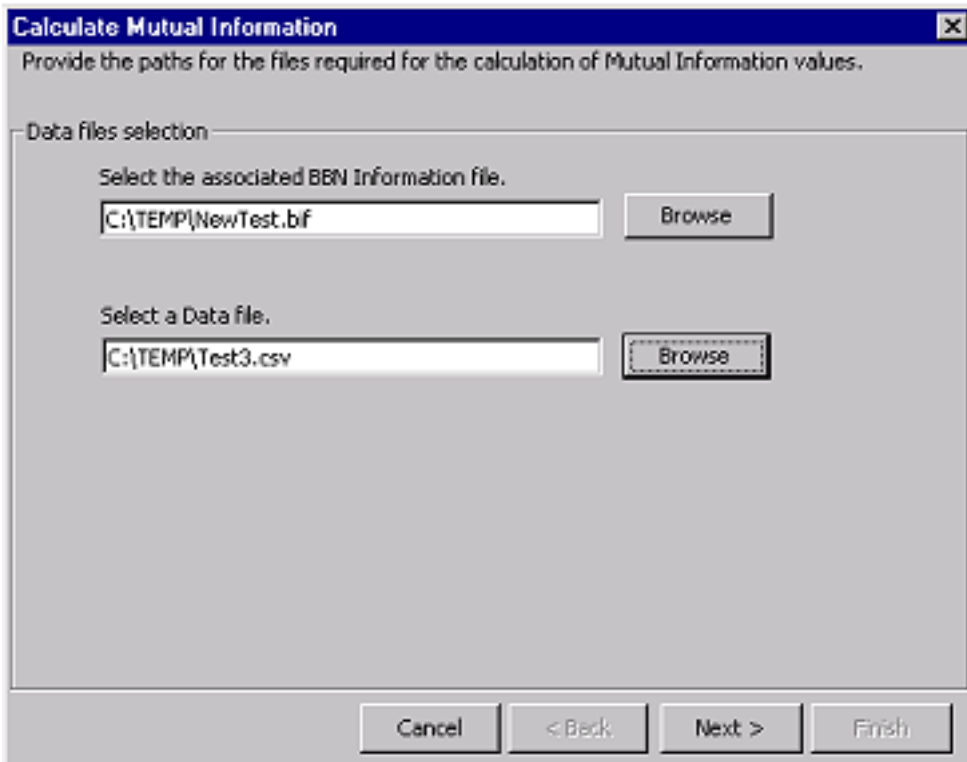 Calculate Mutual Information
Provide the paths for the files required for the calculation of Mutual Information values.
Data files selection
Select the associated BBN Information file.
C:\TEMP\NewTest.bif
Browse
Select a Data file.
C:\TEMP\Test3.csv
Browse
Cancel
< Back
Next >
Finish